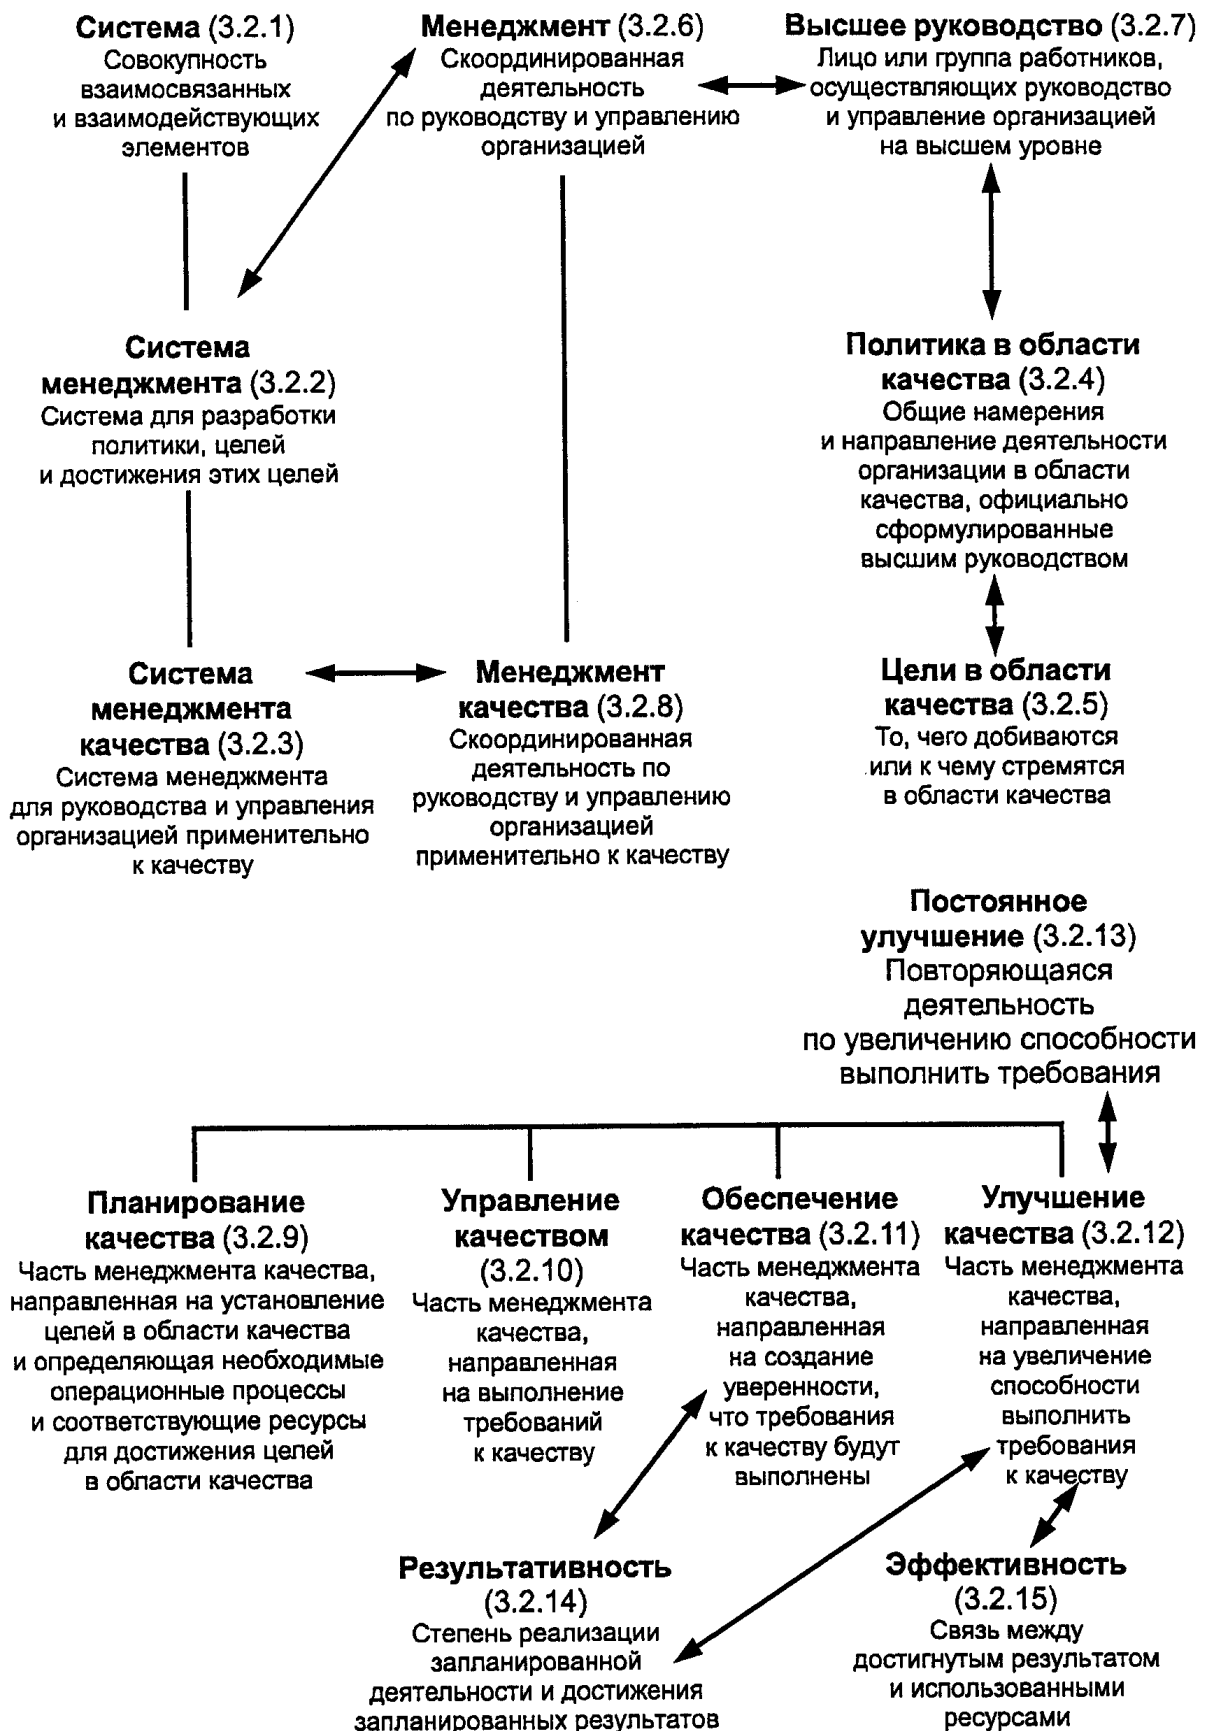 Система (3.2.1)
Совокупность
взаимосвязанных
и взаимодействующих
элементов
Менеджмент (3.2.6)
Скоординированная
деятельность
по руководству и управлению
организацией
Высшее руководство (3.2.7)
Лицо или группа работников,
осуществляющих руководство
и управление организацией
на высшем уровне
Система
менеджмента (3.2.2)
Система для разработки
политики, целей
и достижения этих целей
Политика в области
качества (3.2.4)
Общие намерения
и направление деятельности
организации в области
качества, официально
сформулированные
высшим руководством
Система
менеджмента
качества (3.2.3)
Система менеджмента
для руководства и управления
организацией применительно
к качеству
Менеджмент
качества (3.2.8)
Скоординированная
деятельность по
руководству и управлению
организацией
применительно к качеству
Цели в области
качества (3.2.5)
То, чего добиваются
или к чему стремятся
в области качества
Постоянное
улучшение (3.2.13)
Повторяющаяся
деятельность
по увеличению способности
выполнить требования
Планирование
качества (3.2.9)
Часть менеджмента качества,
направленная на установление
целей в области качества
и определяющая необходимые
операционные процессы
и соответствующие ресурсы
для достижения целей
в области качества
Управление
качеством
(3.2.10)
Часть менеджмента
качества,
направленная
на выполнение
требований
к качеству
Обеспечение
качества (3.2.11)
Часть менеджмента
качества,
направленная
на создание
уверенности,
что требования
к качеству будут
выполнены
Улучшение
качества (3.2.12)
Часть менеджмента
качества,
направленная
на увеличение
способности
выполнить
требования
к качеству
Результативность
(3.2.14)
Степень реализации
запланированной
деятельности и достижения
запланированных результатов
Эффективность
(3.2.15)
Связь между
достигнутым результатом
и использованными
ресурсами